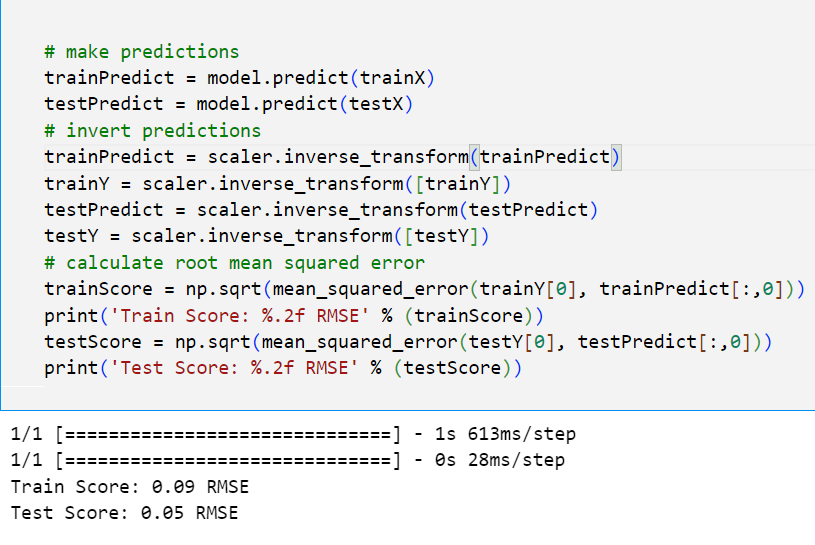 # make predictions
trainPredict = model.predict(trainX)
testPredict = model.predict(testX)
# invert predictions
trainPredict = scaler.inverse_transform(trainPredict)
trainY = scaler.inverse_transform([trainY])
testPredict = scaler.inverse_transform(testPredict)
testY = scaler.inverse_transform([testY])
# calculate root mean squared error
trainScore = np.sqrt(mean_squared_error(trainY[0], trainPredict[:,0]))
print('Train Score: %.2f RMSE' % (trainScore))
testScore = np.sqrt(mean_squared_error(testY[0], testPredict[:,0]))
print('Test Score: %.2f RMSE' % (testScore))
1/1 [==============================] - 1s 613ms/step
1/1 [==============================] - 0s 28ms/step
Train Score: 0.09 RMSE
Test Score: 0.05 RMSE